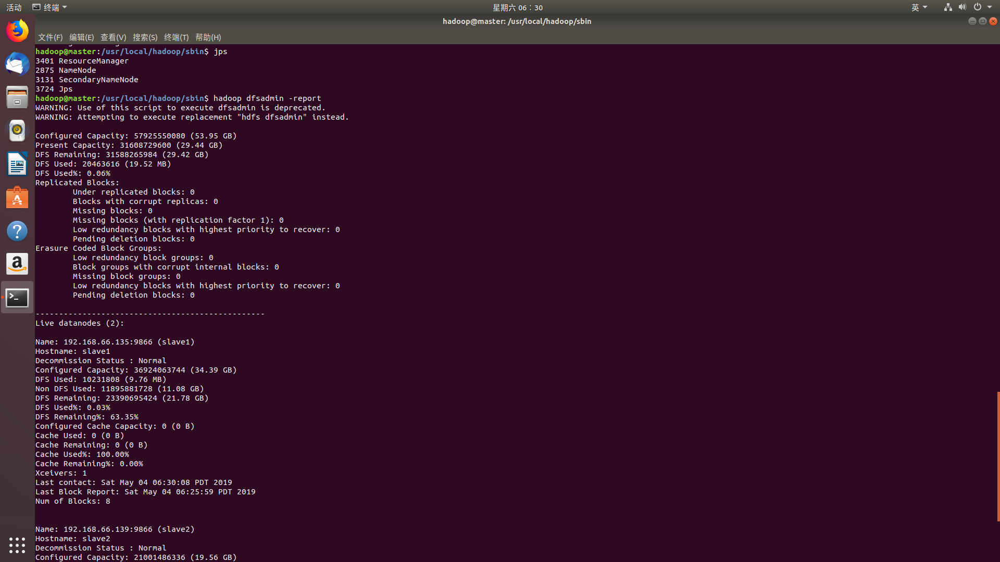 活动 终端 星期六 06：30 英
hadoop@master: /usr/local/hadoop/sbin
文件(F) 编辑(E) 查看(V) 搜索(S) 终端(T) 帮助(H)
hadoop@master:/usr/local/hadoop/sbin$ jps
3401 ResourceManager
2875 NameNode
3131 SecondaryNameNode
3724 Jps
hadoop@master:/usr/local/hadoop/sbin$ hadoop dfsadmin -report
WARNING: Use of this script to execute dfsadmin is deprecated.
WARNING: Attempting to execute replacement "hdfs dfsadmin" instead.
Configured Capacity: 57925550080 (53.95 GB)
Present Capacity: 31608729600 (29.44 GB)
DFS Remaining: 31588265984 (29.42 GB)
DFS Used: 20463616 (19.52 MB)
DFS Used%: 0.06%
Replicated Blocks:
Under replicated blocks: 0
Blocks with corrupt replicas: 0
Missing blocks: 0
Missing blocks (with replication factor 1): 0
Low redundancy blocks with highest priority to recover: 0
Pending deletion blocks: 0
Erasure Coded Block Groups:
Low redundancy block groups: 0
Block groups with corrupt internal blocks: 0
Missing block groups: 0
Low redundancy blocks with highest priority to recover: 0
Pending deletion blocks: 0
-------------------------------------------------
Live datanodes (2):
Name: 192.168.66.135:9866 (slave1)
Hostname: slave1
Decommission Status : Normal
Configured Capacity: 36924063744 (34.39 GB)
DFS Used: 10231808 (9.76 MB)
Non DFS Used: 11895881728 (11.08 GB)
DFS Remaining: 23390695424 (21.78 GB)
DFS Used%: 0.03%
DFS Remaining%: 63.35%
Configured Cache Capacity: 0 (0 B)
Cache Used: 0 (0 B)
Cache Remaining: 0 (0 B)
Cache Used%: 100.00%
Cache Remaining%: 0.00%
Xceivers: 1
Last contact: Sat May 04 06:30:08 PDT 2019
Last Block Report: Sat May 04 06:25:59 PDT 2019
Num of Blocks: 8
Name: 192.168.66.139:9866 (slave2)
Hostname: slave2
Decommission Status : Normal
Configured Capacity: 21001486336 (19.56 GB)